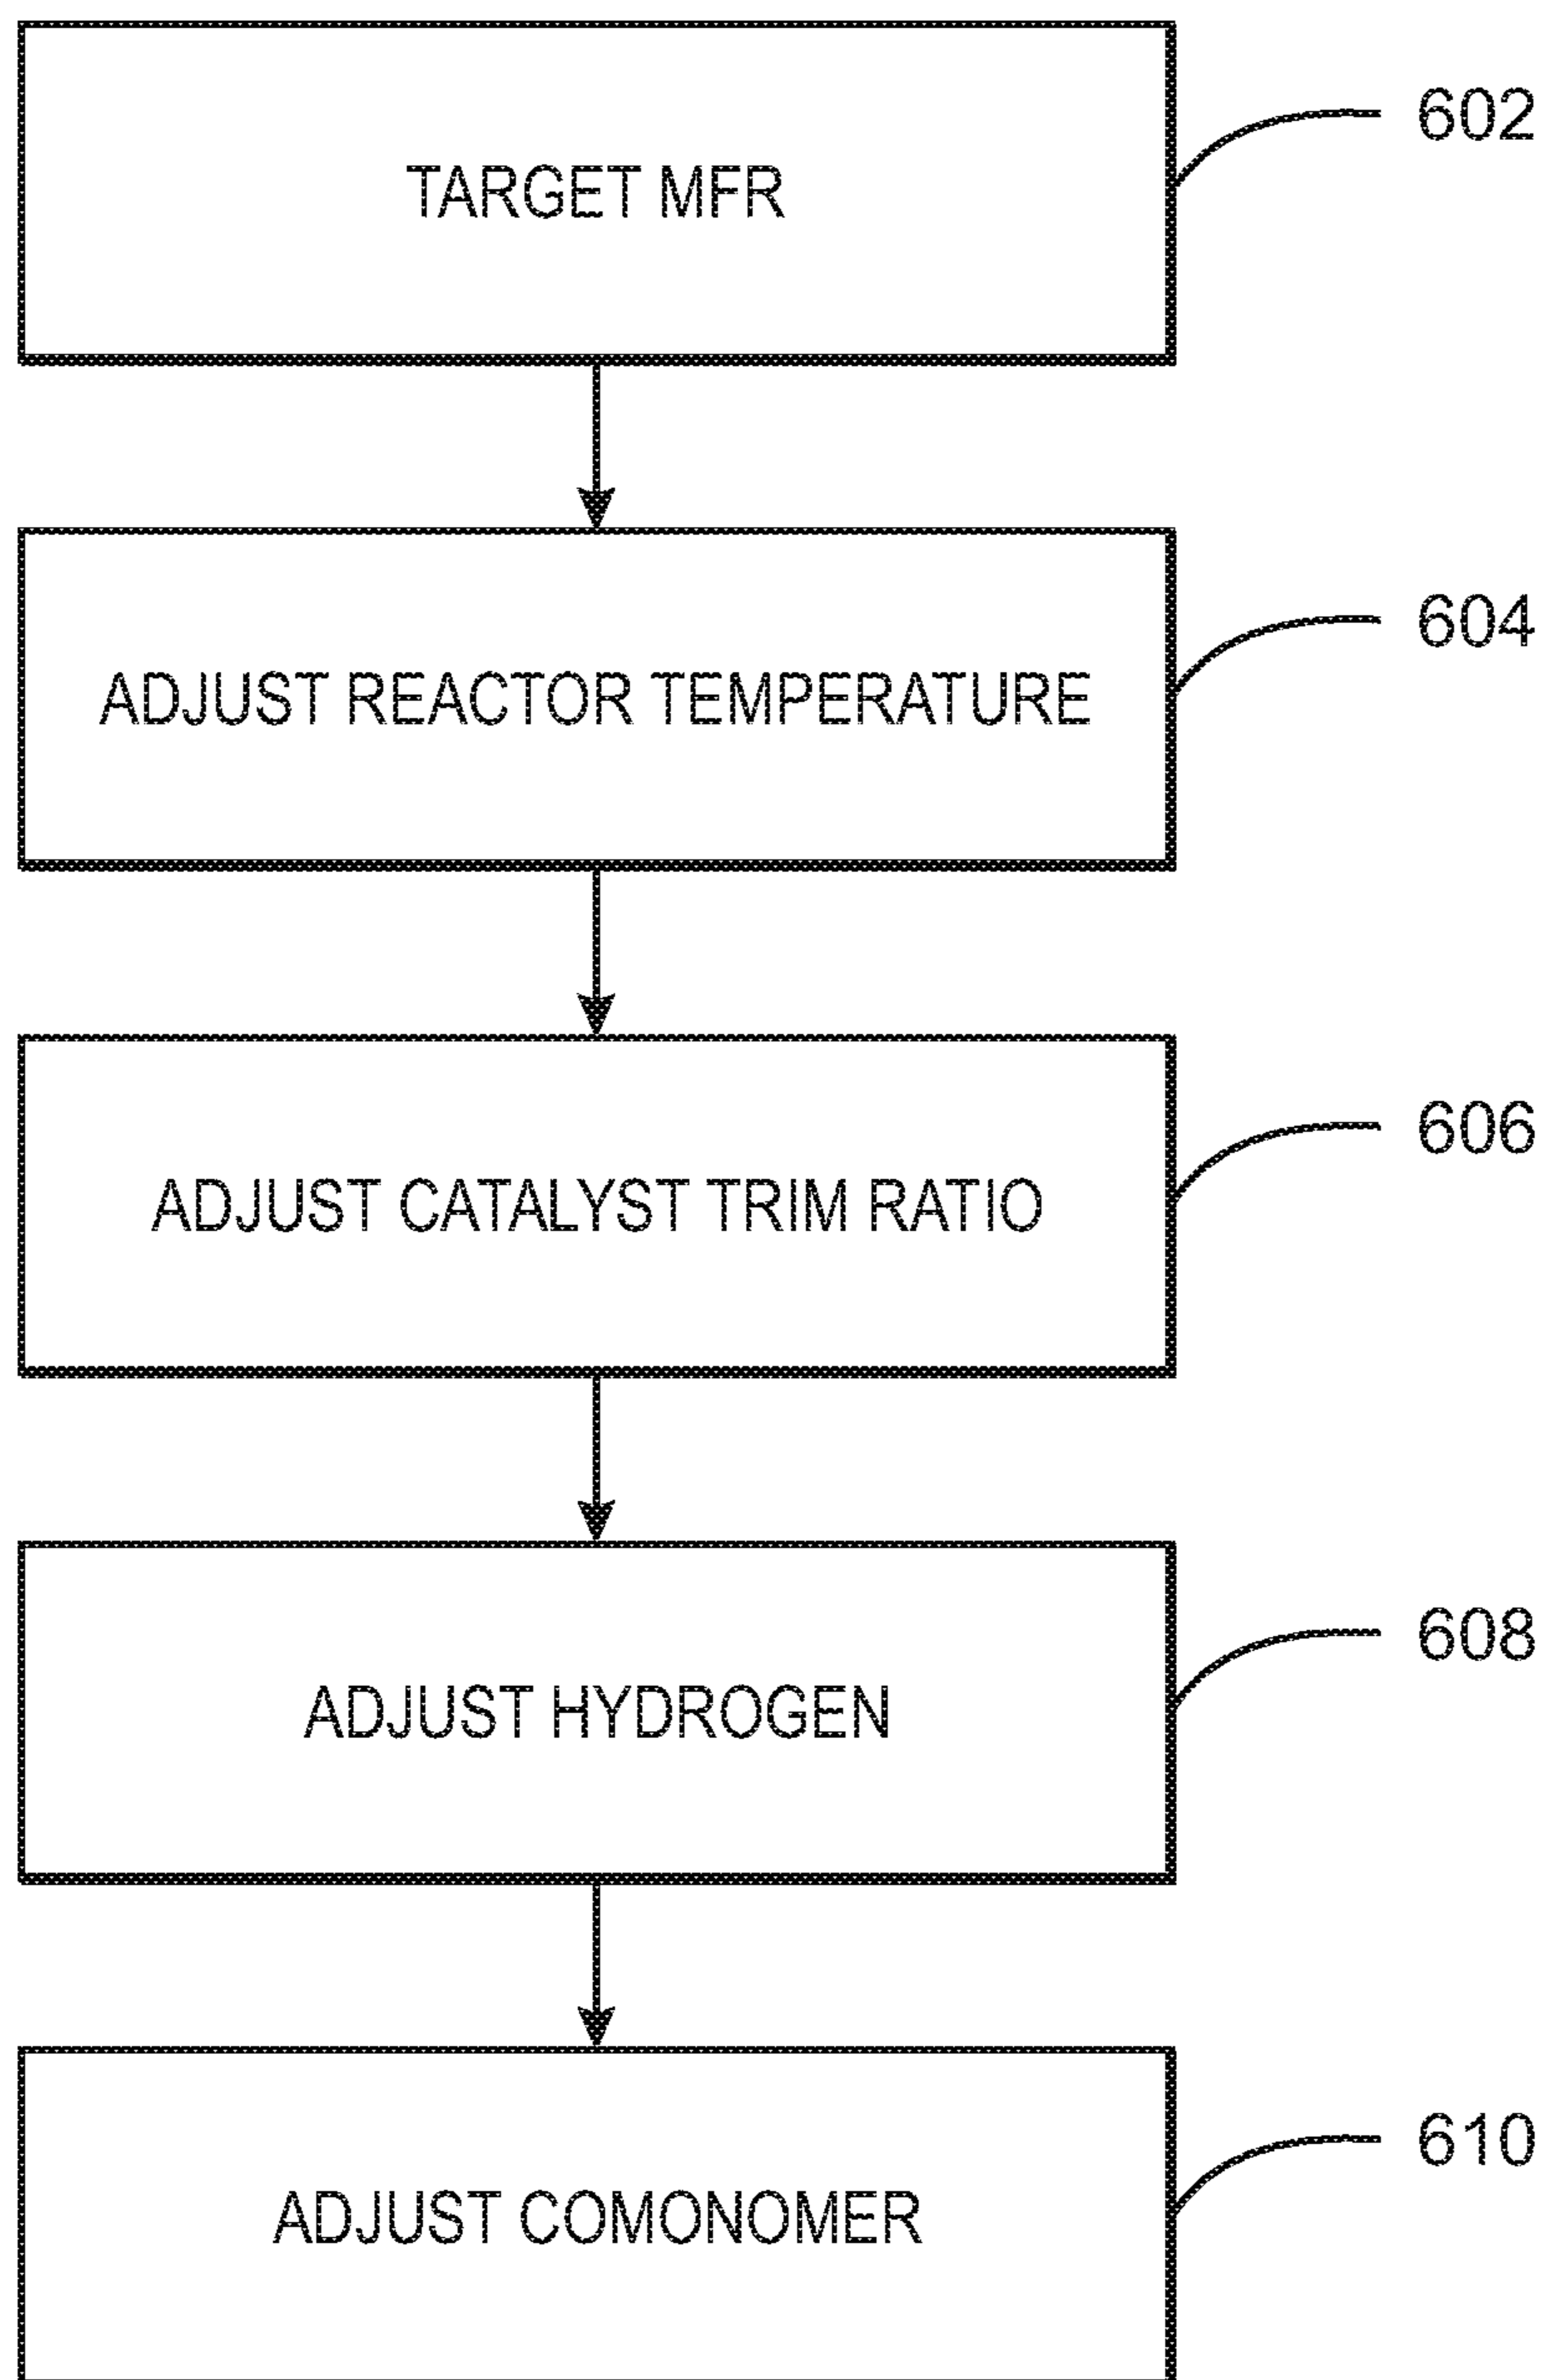 TARGET MFR
602
ADJUST REACTOR TEMPERATURE
604
ADJUST CATALYST TRIM RATIO
606
ADJUST HYDROGEN
608
ADJUST COMONOMER
610